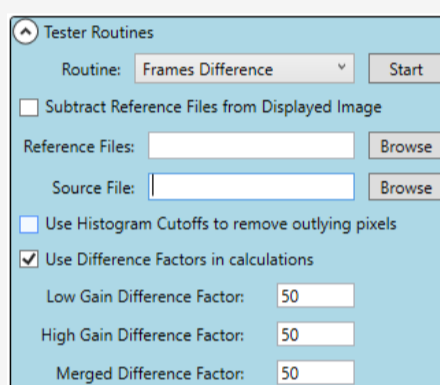 Tester Routines
Routine: Frames Difference Start
Subtract Reference Files from Displayed Image
Reference Files: Browse
Source File: Browse
Use Histogram Cutoffs to remove outlying pixels
Use Difference Factors in calculations
Low Gain Difference Factor: 50
High Gain Difference Factor: 50
Merged Difference Factor: 50